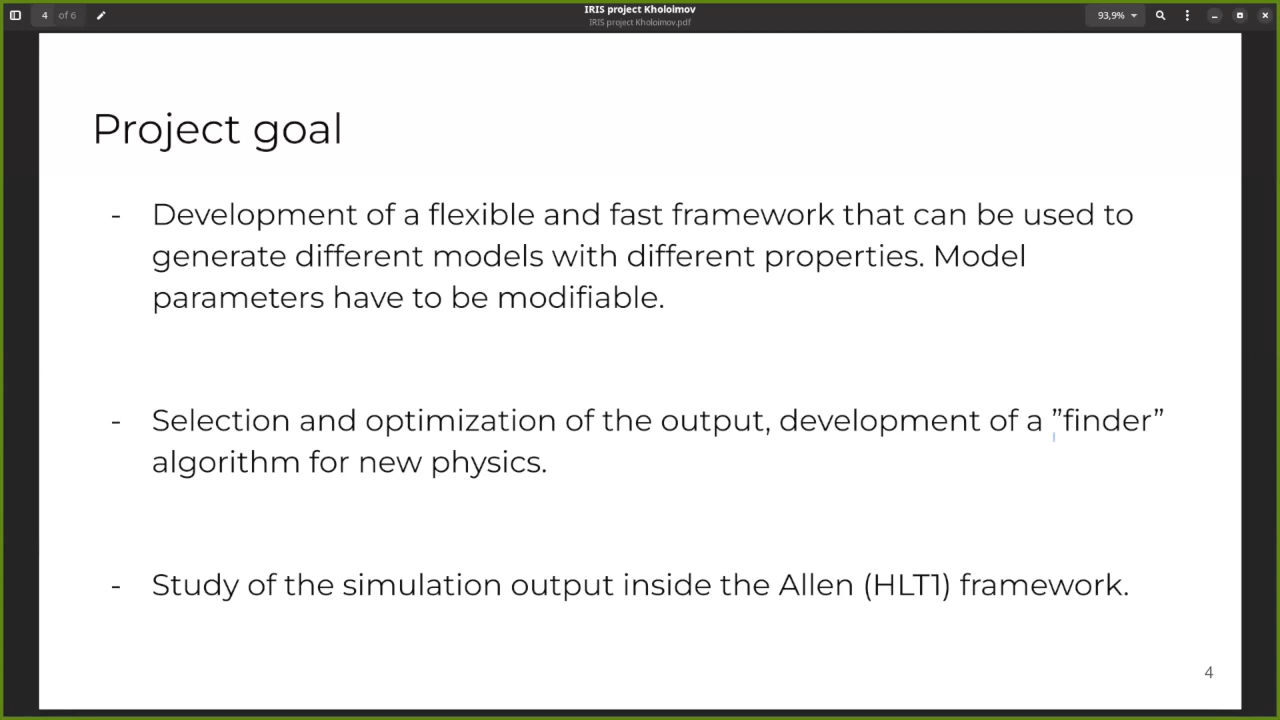 IRIS project Kholoimov
4 of 6
IRIS project Kholoimov.pdf
93,9%
Project goal
- Development of a flexible and fast framework that can be used to
generate different models with different properties. Model
parameters have to be modifiable.
- Selection and optimization of the output, development of a ”finder”
algorithm for new physics.
- Study of the simulation output inside the Allen (HLT1) framework.
4